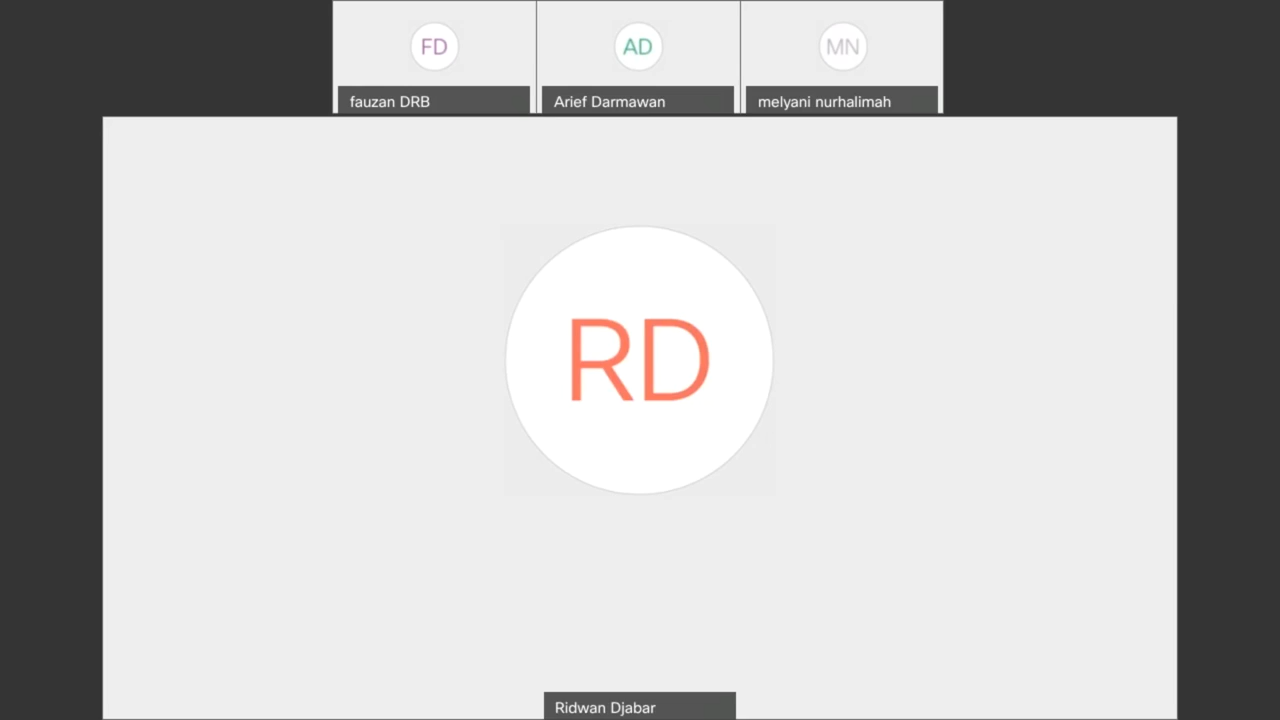 FD
AD
MN
fauzan DRB
Arief Darmawan
melyani nurhalimah
RD
Ridwan Djabar